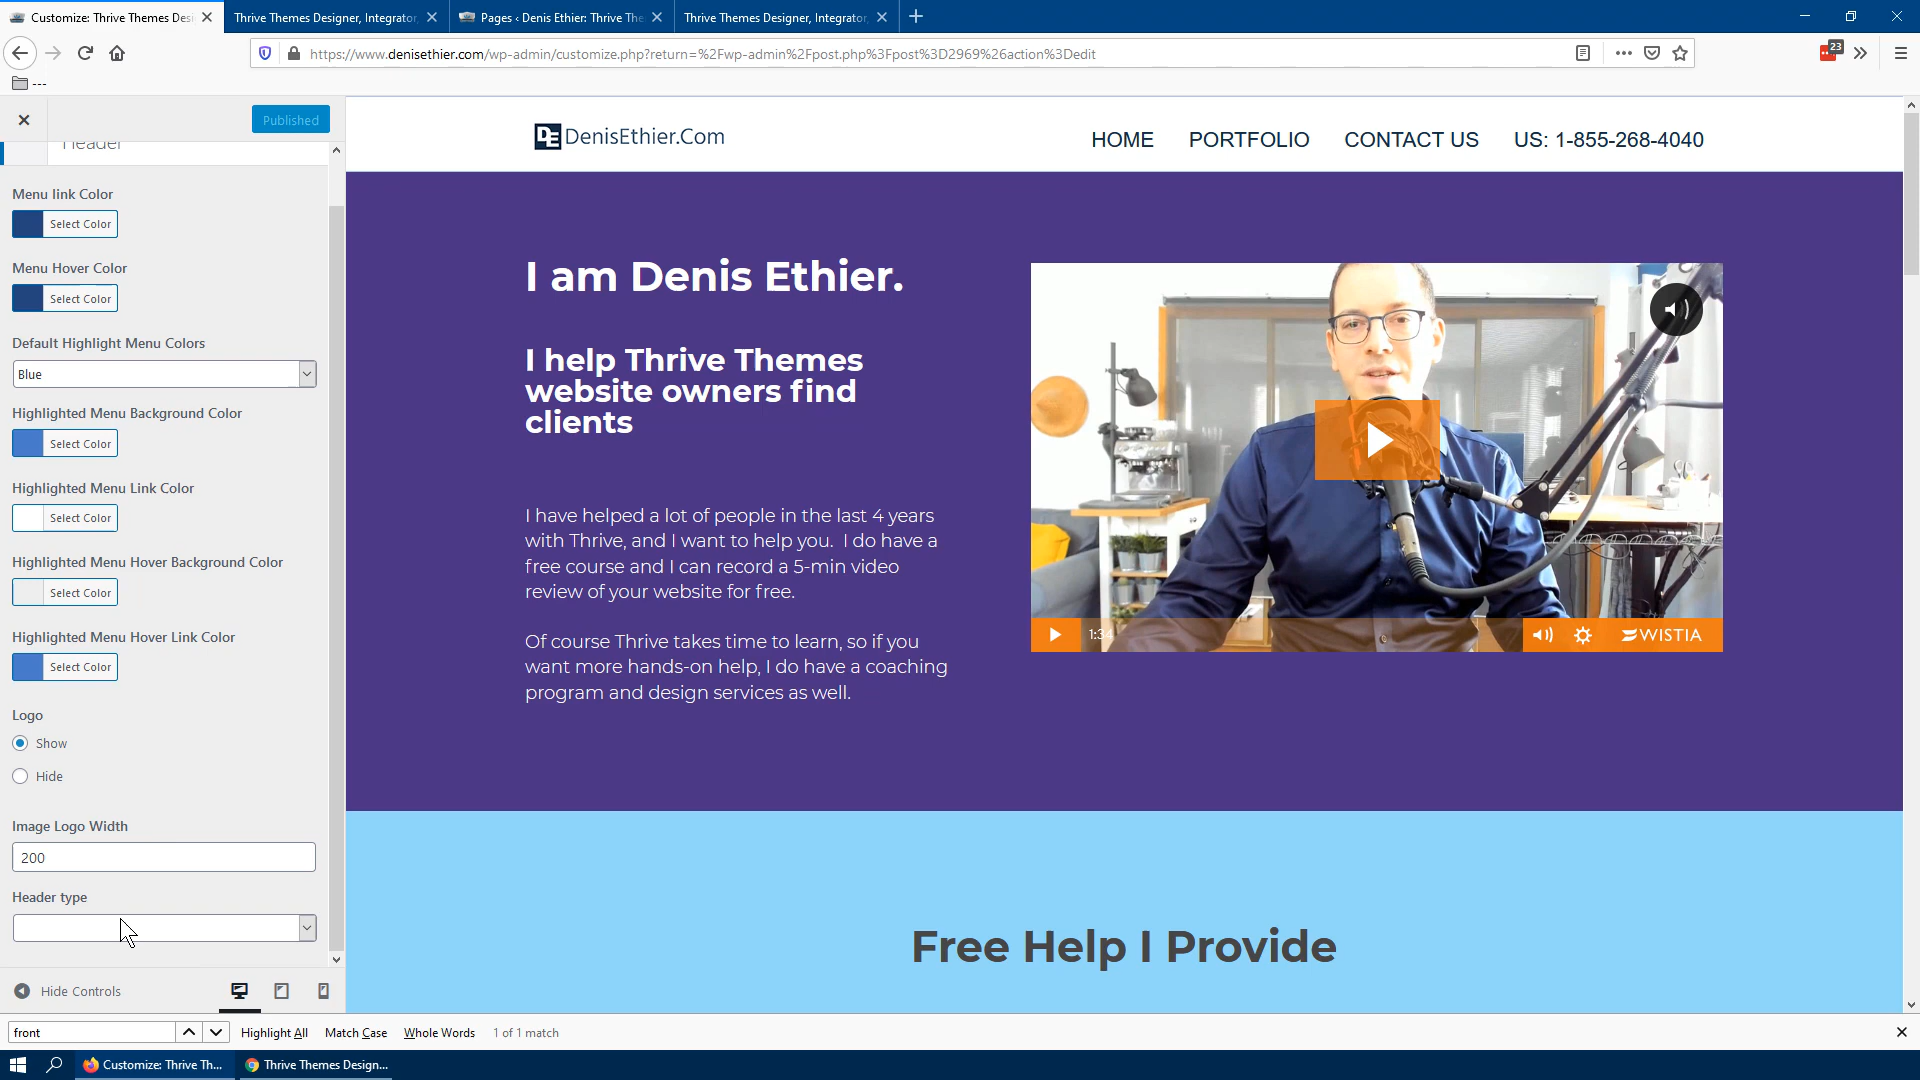 Customize: Thrive Themes Des
Thrive Themes Designer, Integrator,
Pages ‹ Denis Ethier: Thrive The
Thrive Themes Designer, Integrator,
https://www.denisethier.com/wp-admin/customize.php?return=%2Fwp-admin%2Fpost.php%3Fpost%3D2969%26action%3Dedit
23
---
Published
Header
Menu link Color
Select Color
Menu Hover Color
Select Color
Default Highlight Menu Colors
Blue
Highlighted Menu Background Color
Select Color
Highlighted Menu Link Color
Select Color
Highlighted Menu Hover Background Color
Select Color
Highlighted Menu Hover Link Color
Select Color
Logo
Show
Hide
Image Logo Width
200
Header type
Hide Controls
DE DenisEthier.Com
HOME PORTFOLIO CONTACT US US: 1-855-268-4040
I am Denis Ethier.
I help Thrive Themes
website owners find
clients
I have helped a lot of people in the last 4 years
with Thrive, and I want to help you. I do have a
free course and I can record a 5-min video
review of your website for free.
Of course Thrive takes time to learn, so if you
want more hands-on help, I do have a coaching
program and design services as well.
1:34
WISTIA
Free Help I Provide
front
Highlight All Match Case Whole Words 1 of 1 match
Customize: Thrive Th...
Thrive Themes Design...